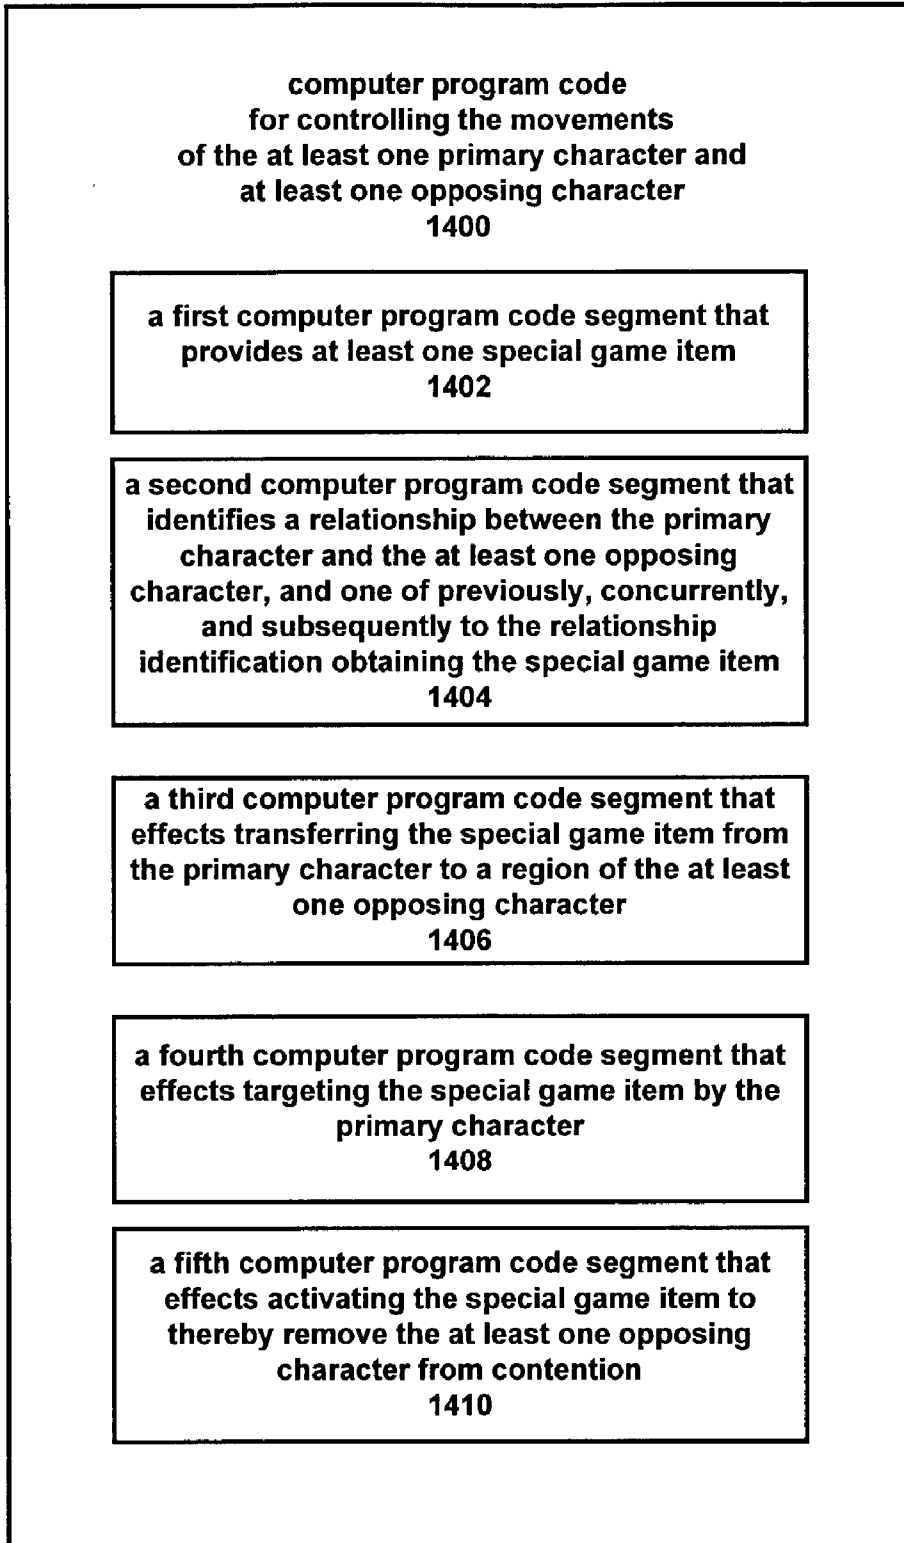 computer program code
for controlling the movements
of the at least one primary character and
at least one opposing character
1400
a first computer program code segment that
provides at least one special game item
1402
a second computer program code segment that
identifies a relationship between the primary
character and the at least one opposing
character, and one of previously, concurrently,
and subsequently to the relationship
identification obtaining the special game item
1404
a third computer program code segment that
effects transferring the special game item from
the primary character to a region of the at least
one opposing character
1406
a fourth computer program code segment that
effects targeting the special game item by the
primary character
1408
a fifth computer program code segment that
effects activating the special game item to
thereby remove the at least one opposing
character from contention
1410